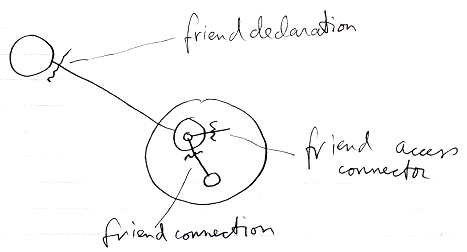 friend declaration
friend access
connector
friend connection